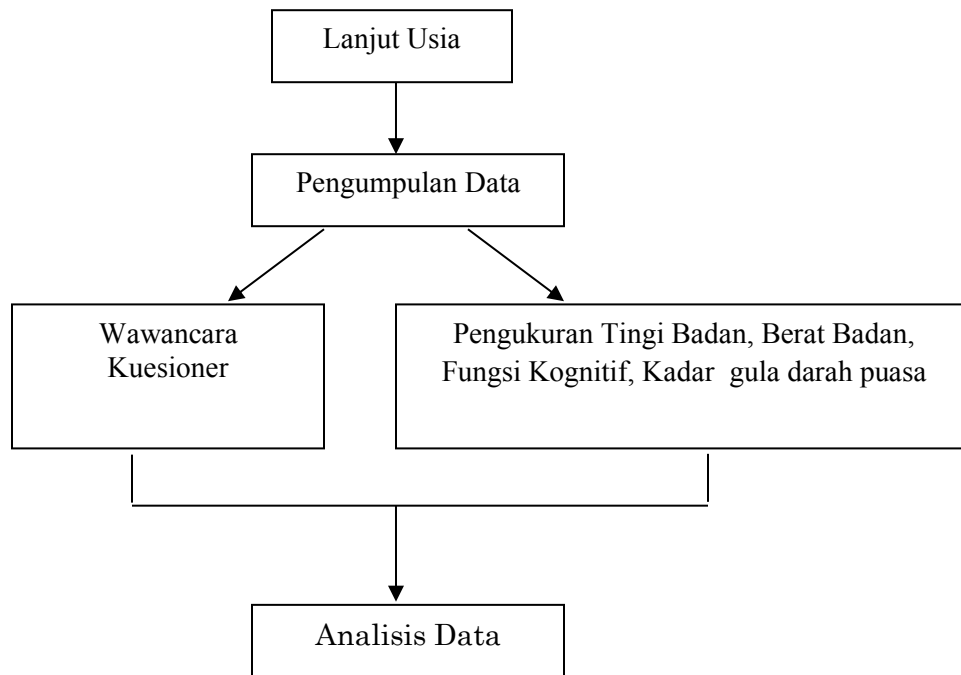 Lanjut Usia
Pengumpulan Data
Wawancara
Kuesioner
Pengukuran Tingi Badan, Berat Badan,
Fungsi Kognitif, Kadar gula darah puasa
Analisis Data